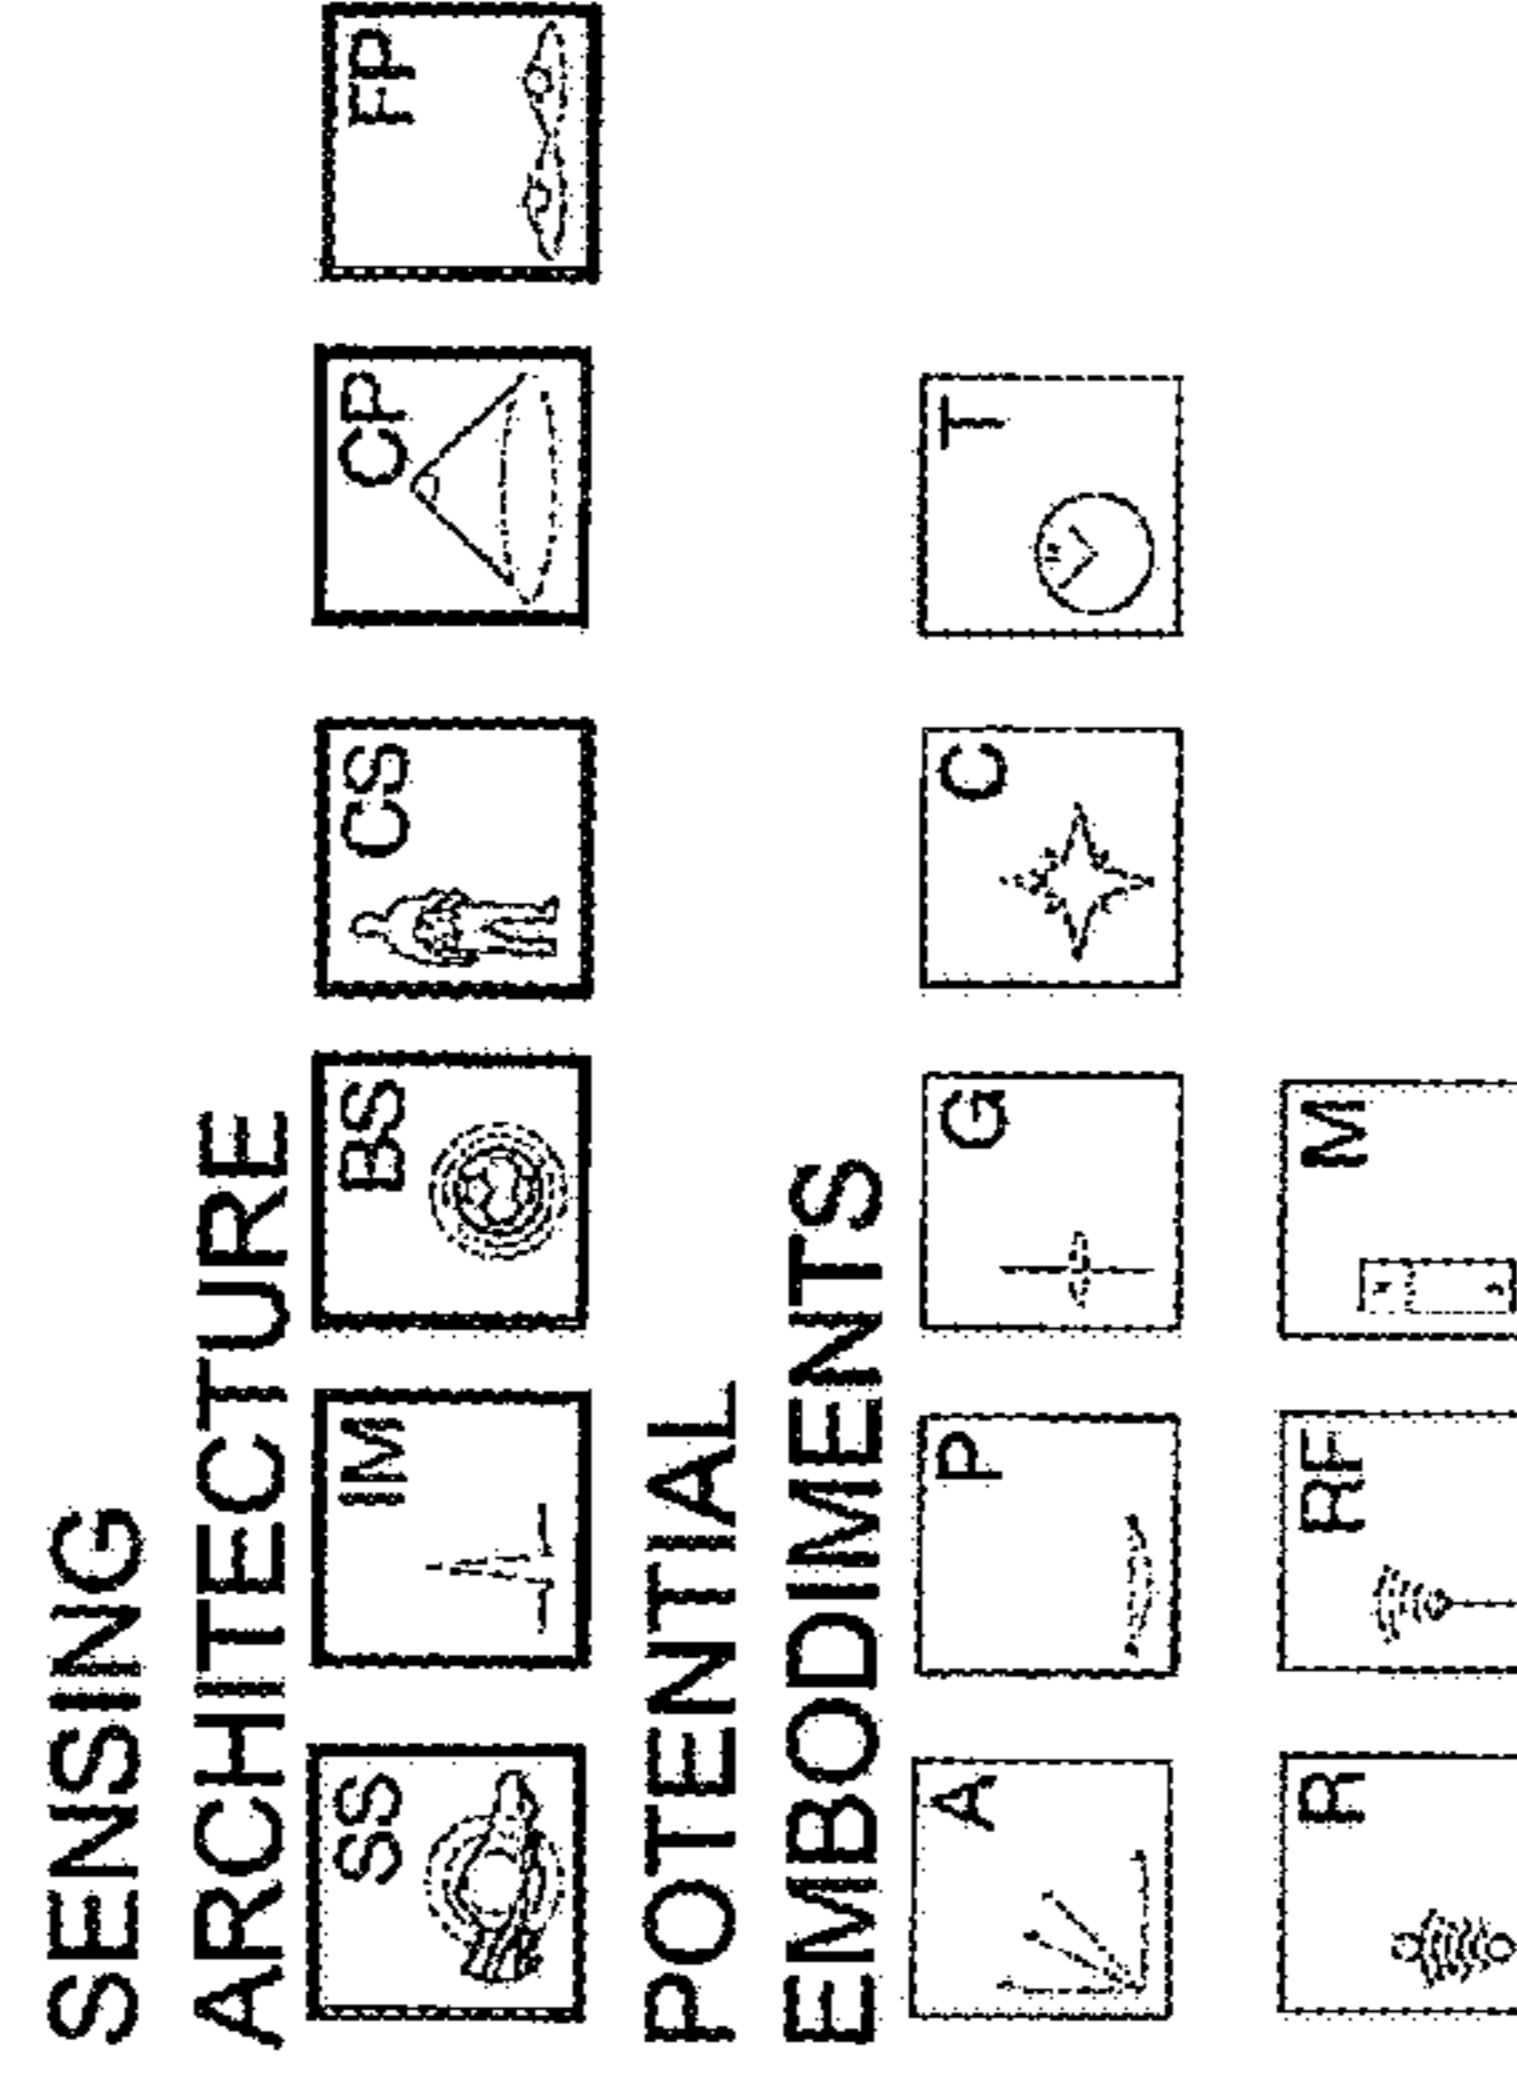 SENSING
ARCHITECTURE
SS IM BS CS CP FP
POTENTIAL
EMBODIMENTS
A P G C T
R RF M